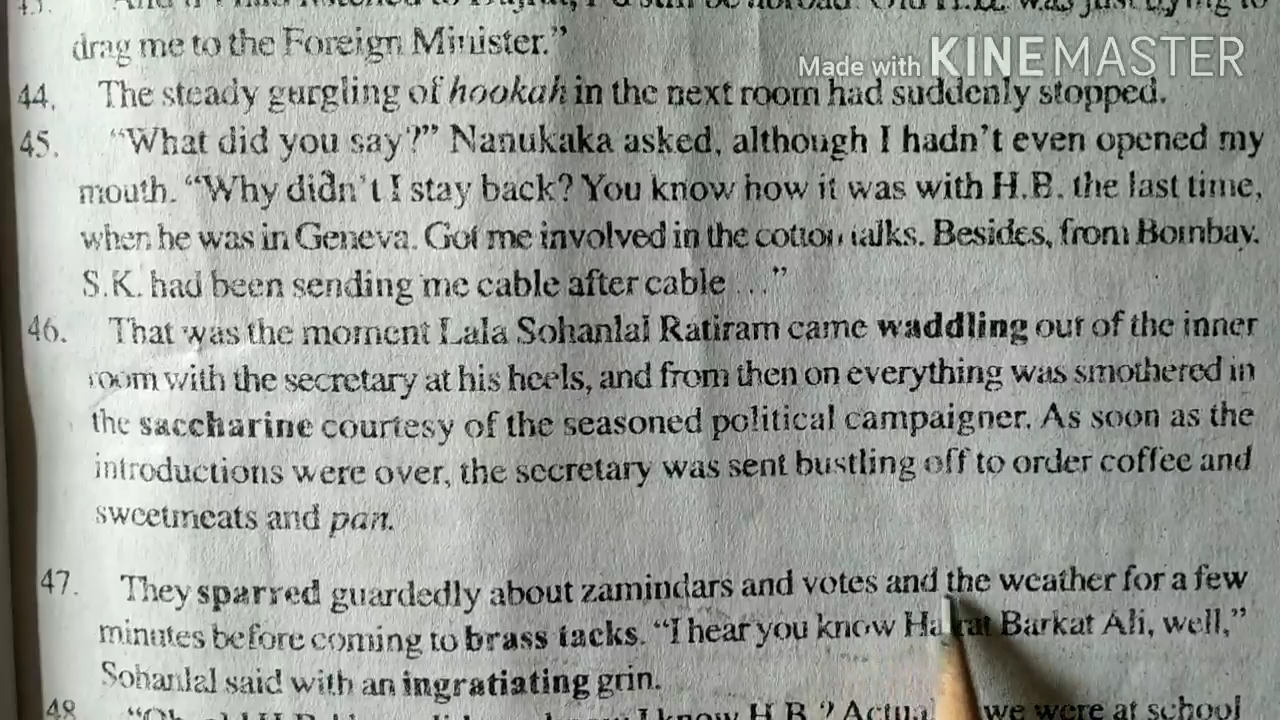 drag me to the Foreign Minister."
Made with KINEMASTER
44. The steady gurgling of hookah in the next room had suddenly stopped.
45. "What did you say?" Nanukaka asked, although I hadn't even opened my
mouth. "Why didn't I stay back? You know how it was with H.B. the last time,
when he was in Geneva. Got me involved in the cotton talks. Besides, from Bombay.
S.K. had been sending me cable after cable ..."
46. That was the moment Lala Sohanlal Ratiram came waddling out of the inner
room with the secretary at his heels, and from then on everything was smothered in
the saccharine courtesy of the seasoned political campaigner. As soon as the
introductions were over, the secretary was sent bustling off to order coffee and
sweetmeats and pan.
47. They sparred guardedly about zamindars and votes and the weather for a few
minutes before coming to brass tacks. "I hear you know Barkat Ali, well,"
Sohanlal said with an ingratiating grin.
48 I know H.B.? we were at school